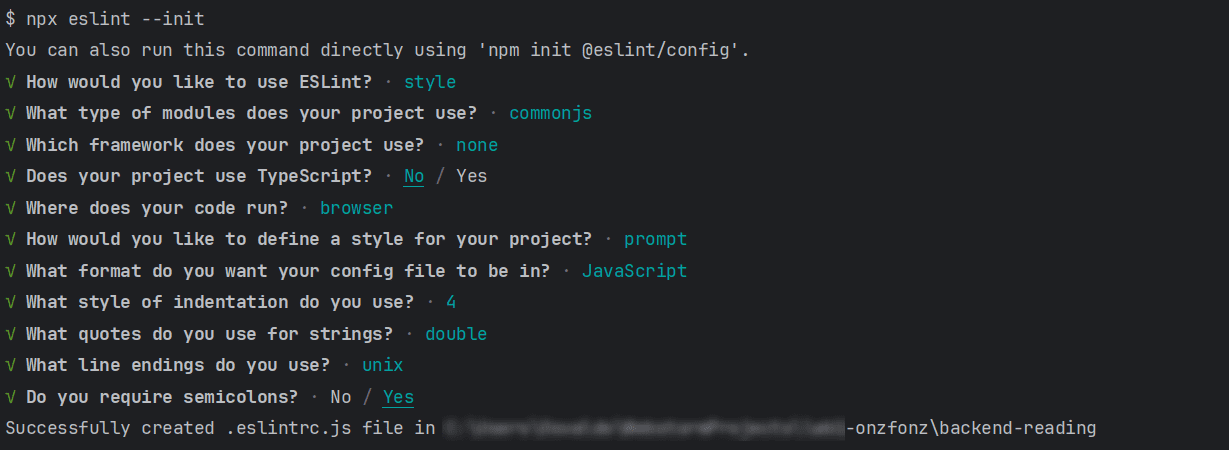 $ npx eslint --init
You can also run this command directly using 'npm init @eslint/config'.
√ How would you like to use ESLint? · style
√ What type of modules does your project use? · commonjs
√ Which framework does your project use? · none
√ Does your project use TypeScript? · No / Yes
√ Where does your code run? · browser
√ How would you like to define a style for your project? · prompt
√ What format do you want your config file to be in? · JavaScript
√ What style of indentation do you use? · 4
√ What quotes do you use for strings? · double
√ What line endings do you use? · unix
√ Do you require semicolons? · No / Yes
Successfully created .eslintrc.js file in -onzfonz\backend-reading